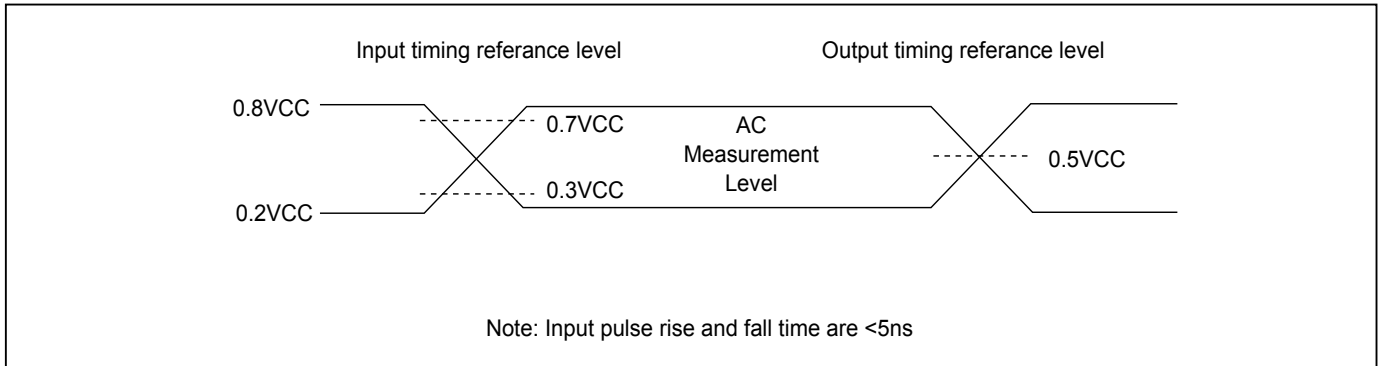 Input timing referance level
Output timing referance level
0.8VCC
0.7VCC
AC
Measurement
Level
0.5VCC
0.3VCC
0.2VCC
Note: Input pulse rise and fall time are <5ns